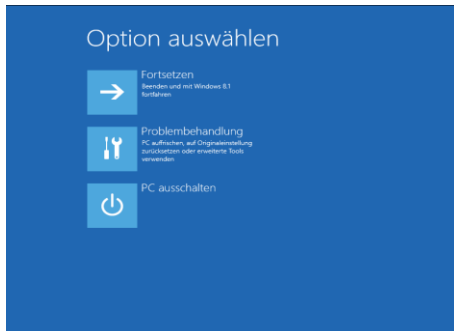 Option auswählen
Fortsetzen
Beenden und mit Windows 8.1
fortfahren
Problembehandlung
PC auffrischen, auf Originaleinstellung
zurücksetzen oder erweiterte Tools
verwenden
PC ausschalten